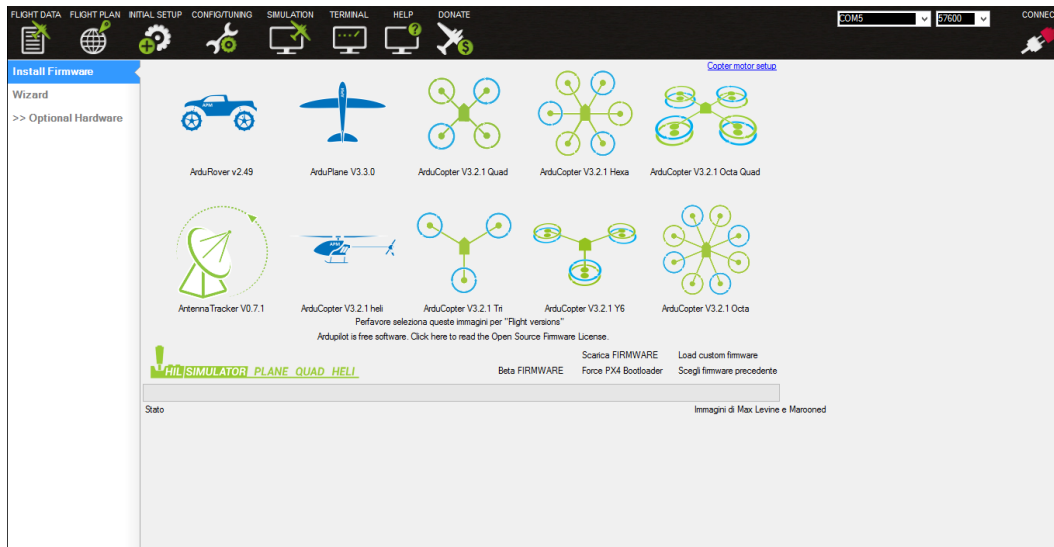 FLIGHT DATA FLIGHT PLAN INITIAL SETUP CONFIG/TUNING SIMULATION TERMINAL HELP DONATE COM5 57600 CONNEC
Install Firmware
Wizard
>> Optional Hardware
Copter motor setup
APM
APM
ArduRover v2.49 ArduPlane V3.3.0 ArduCopter V3.2.1 Quad ArduCopter V3.2.1 Hexa ArduCopter V3.2.1 Octa Quad
APM
AntennaTracker V0.7.1 ArduCopter V3.2.1 heli ArduCopter V3.2.1 Tri ArduCopter V3.2.1 Y6 ArduCopter V3.2.1 Octa
Perfavore seleziona queste immagini per "Flight versions"
Ardupilot is free software. Click here to read the Open Source Firmware License.
Scarica FIRMWARE Load custom firmware
HIL SIMULATOR PLANE QUAD HELI Beta FIRMWARE Force PX4 Bootloader Scegli firmware precedente
Stato Immagini di Max Levine e Marooned